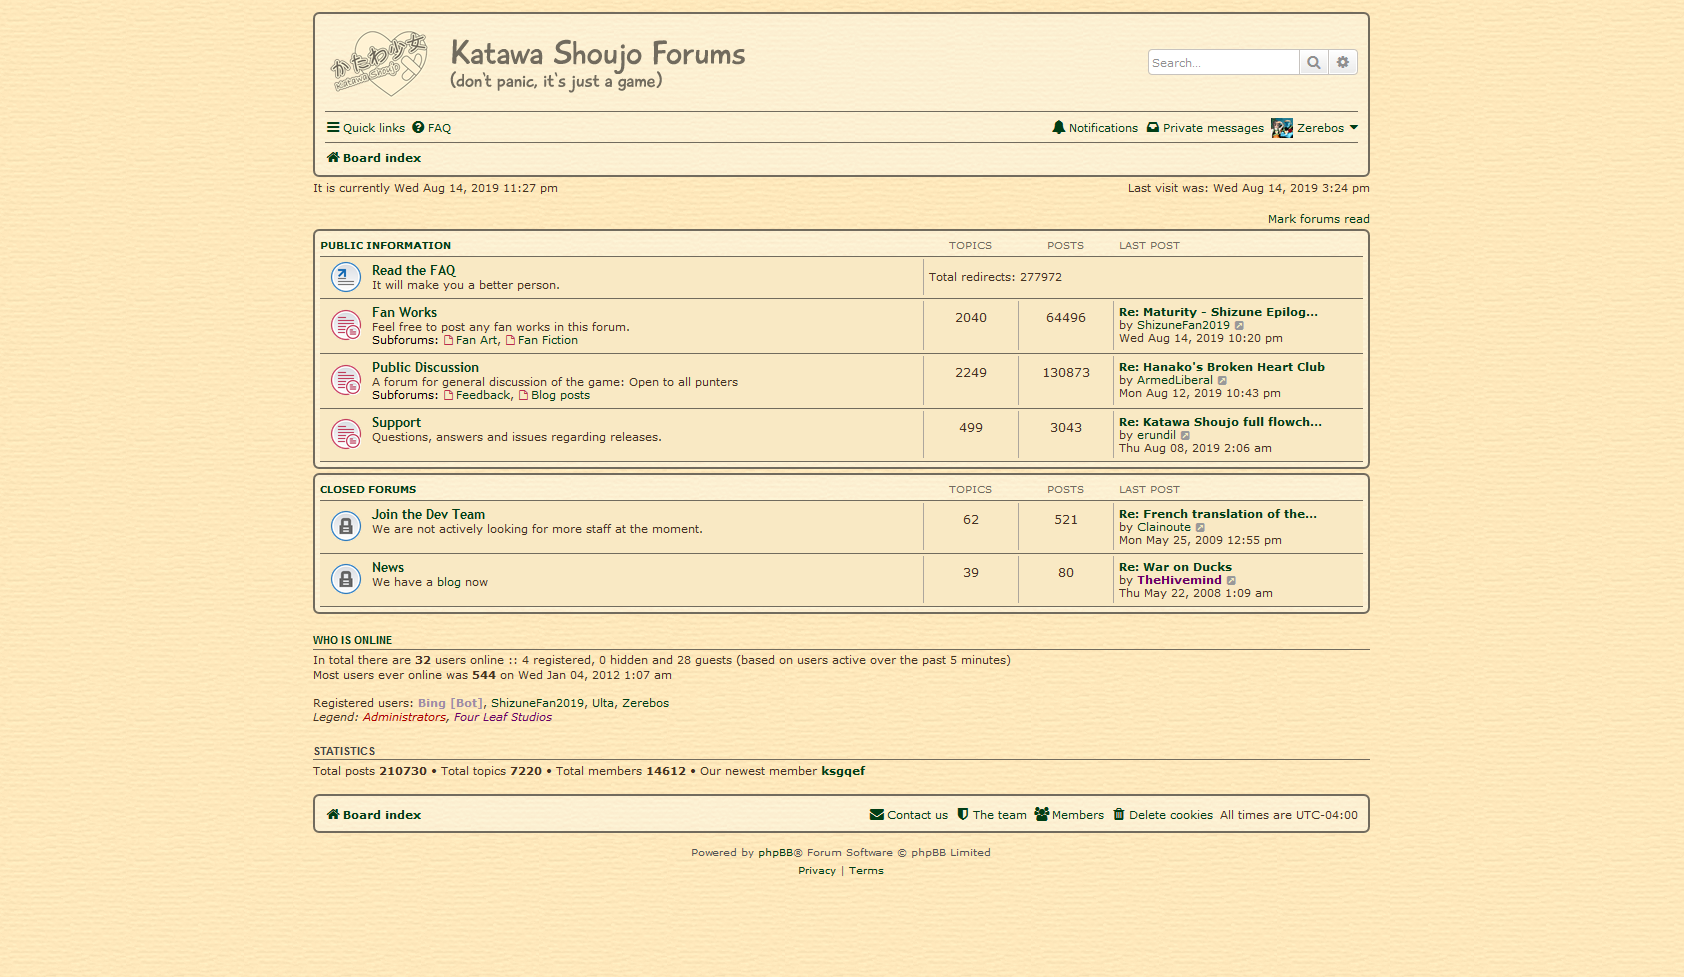 かたわ少女
Katawa Shoujo
Katawa Shoujo Forums
(don't panic, it's just a game)
Search…
Quick links FAQ
Notifications Private messages Zerebos
Board index
It is currently Wed Aug 14, 2019 11:27 pm
Last visit was: Wed Aug 14, 2019 3:24 pm
Mark forums read
PUBLIC INFORMATION TOPICS POSTS LAST POST
Read the FAQ
It will make you a better person.
Total redirects: 277972
Fan Works
Feel free to post any fan works in this forum.
Subforums: Fan Art, Fan Fiction
2040 64496
Re: Maturity - Shizune Epilog…
by ShizuneFan2019
Wed Aug 14, 2019 10:20 pm
Public Discussion
A forum for general discussion of the game: Open to all punters
Subforums: Feedback, Blog posts
2249 130873
Re: Hanako's Broken Heart Club
by ArmedLiberal
Mon Aug 12, 2019 10:43 pm
Support
Questions, answers and issues regarding releases.
499 3043
Re: Katawa Shoujo full flowch…
by erundil
Thu Aug 08, 2019 2:06 am
CLOSED FORUMS TOPICS POSTS LAST POST
Join the Dev Team
We are not actively looking for more staff at the moment.
62 521
Re: French translation of the…
by Clainoute
Mon May 25, 2009 12:55 pm
News
We have a blog now
39 80
Re: War on Ducks
by TheHivemind
Thu May 22, 2008 1:09 am
WHO IS ONLINE
In total there are 32 users online :: 4 registered, 0 hidden and 28 guests (based on users active over the past 5 minutes)
Most users ever online was 544 on Wed Jan 04, 2012 1:07 am
Registered users: Bing [Bot], ShizuneFan2019, Ulta, Zerebos
Legend: Administrators, Four Leaf Studios
STATISTICS
Total posts 210730 • Total topics 7220 • Total members 14612 • Our newest member ksgqef
Board index
Contact us The team Members Delete cookies All times are UTC-04:00
Powered by phpBB® Forum Software © phpBB Limited
Privacy | Terms